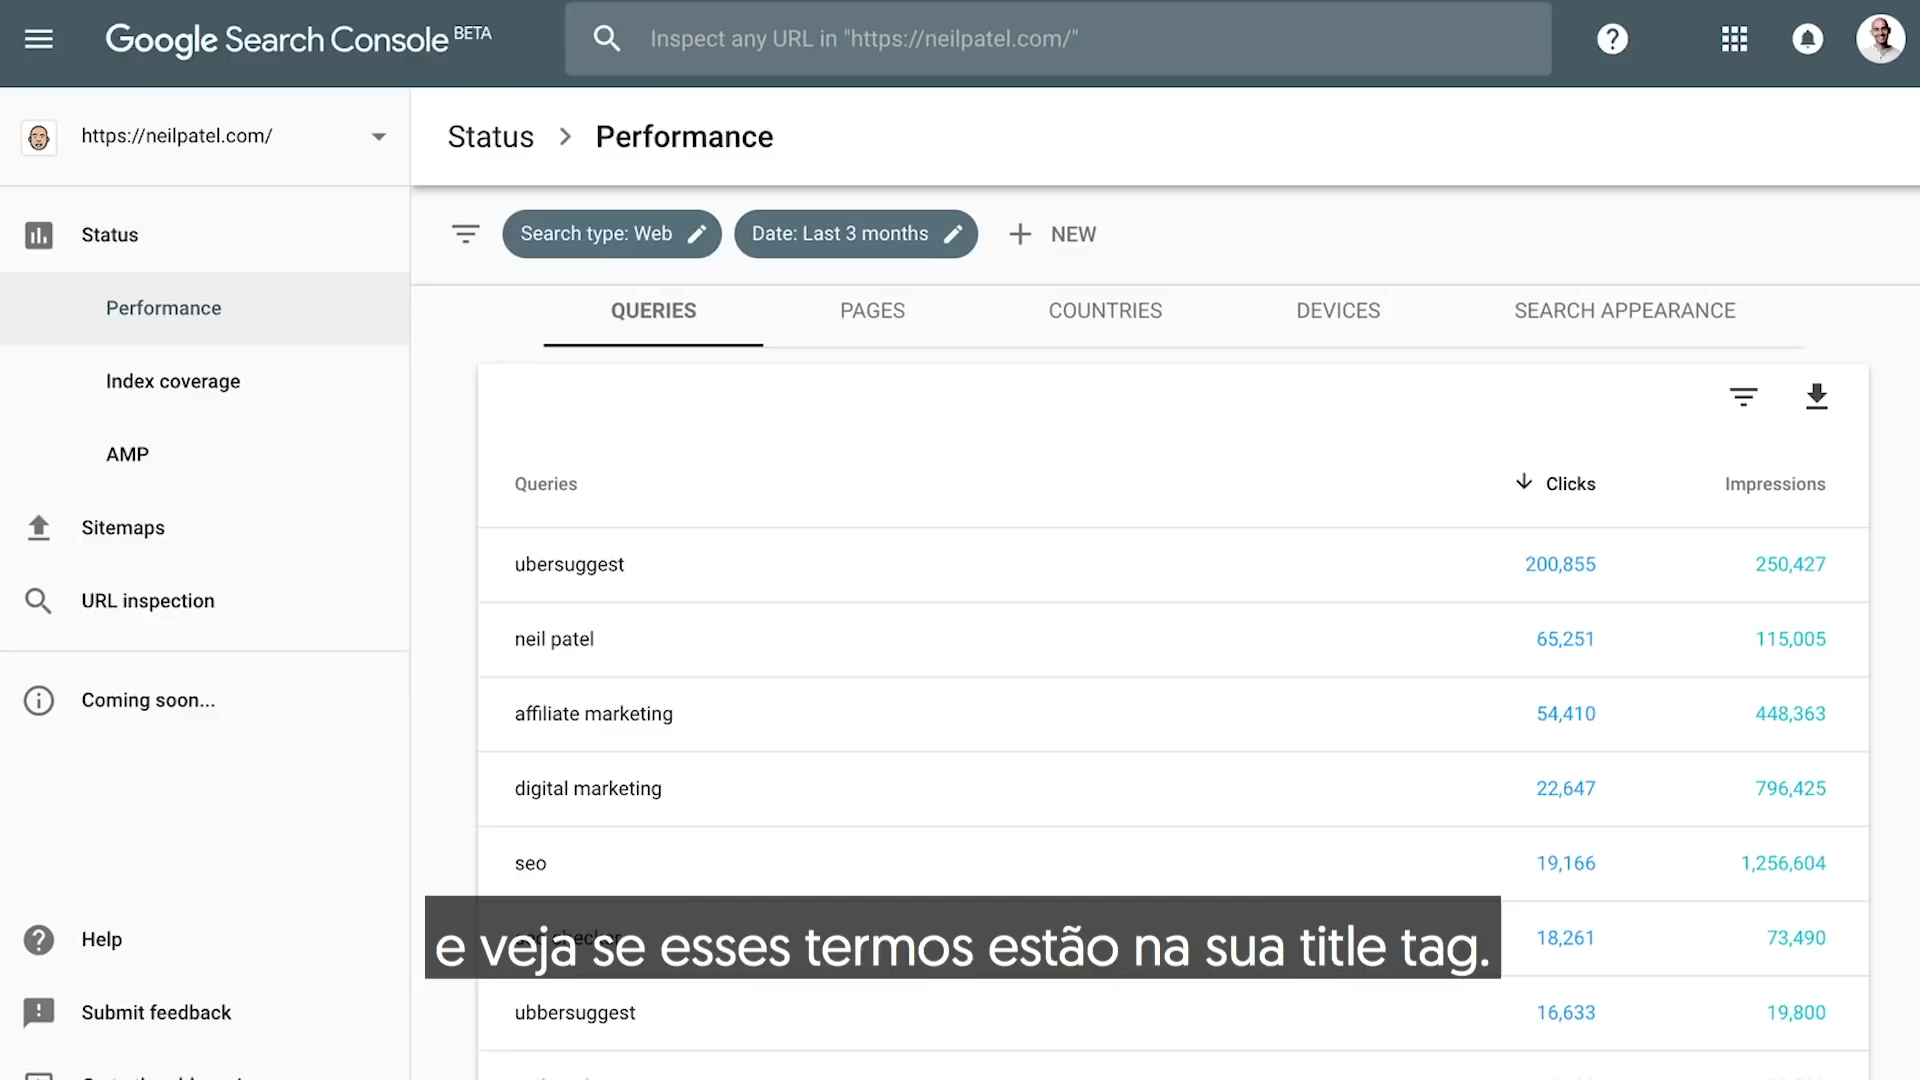 Google Search Console BETA
Inspect any URL in "https://neilpatel.com/"
https://neilpatel.com/
Status > Performance
Status
Performance
Index coverage
AMP
Sitemaps
URL inspection
Coming soon...
Help
Submit feedback
Search type: Web
Date: Last 3 months
+ NEW
QUERIES PAGES COUNTRIES DEVICES SEARCH APPEARANCE
Queries Clicks Impressions
ubersuggest 200,855 250,427
neil patel 65,251 115,005
affiliate marketing 54,410 448,363
digital marketing 22,647 796,425
seo 19,166 1,256,604
seo checker 18,261 73,490
e veja se esses termos estão na sua title tag.
ubbersuggest 16,633 19,800